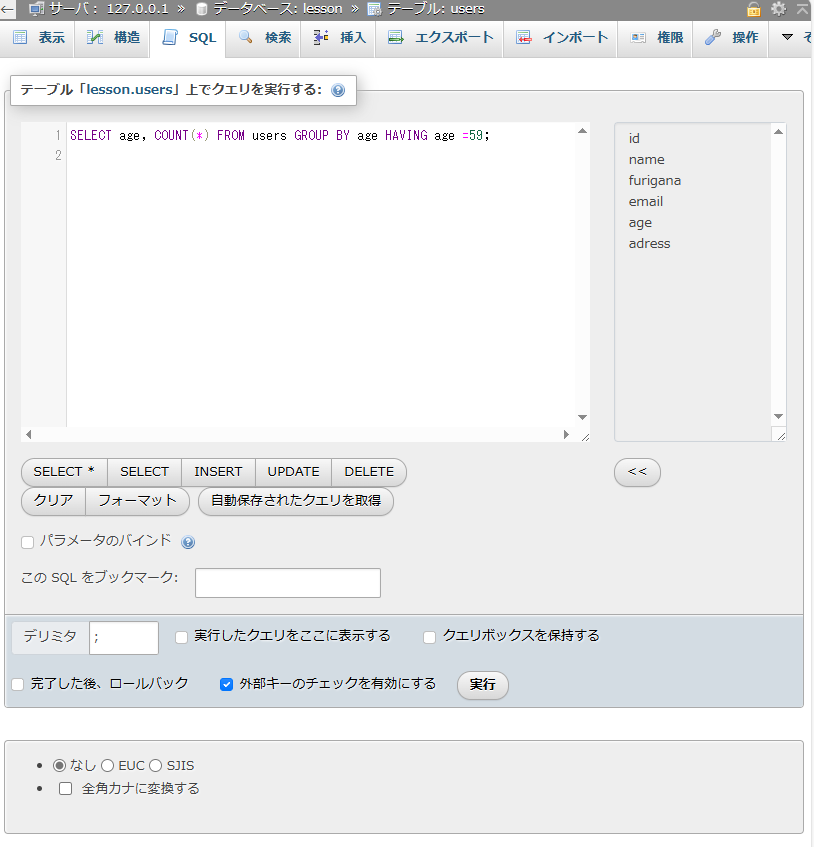 サーバ： 127.0.0.1 » データベース: lesson » テーブル: users
表示 構造 SQL 検索 挿入 エクスポート インポート 権限 操作
テーブル「lesson.users」上でクエリを実行する:
1 SELECT age, COUNT(*) FROM users GROUP BY age HAVING age =59;
2
id
name
furigana
email
age
adress
SELECT * SELECT INSERT UPDATE DELETE <<
クリア フォーマット 自動保存されたクエリを取得
パラメータのバインド
この SQL をブックマーク:
デリミタ ; 実行したクエリをここに表示する クエリボックスを保持する
完了した後、ロールバック 外部キーのチェックを有効にする 実行
なし EUC SJIS
全角カナに変換する